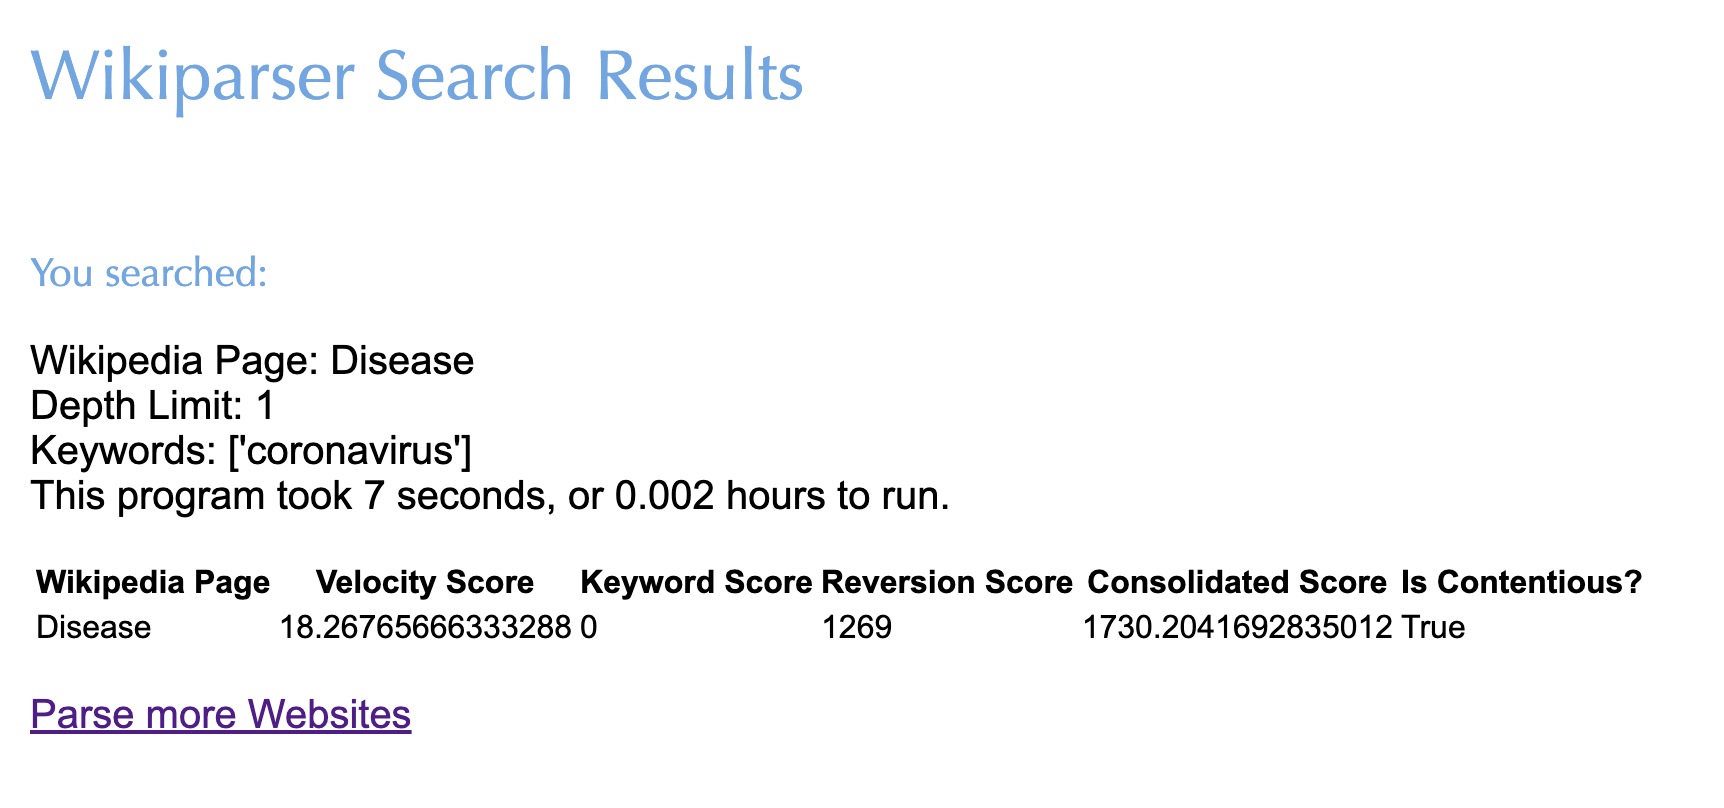 Wikiparser Search Results
You searched:
Wikipedia Page: Disease
Depth Limit: 1
Keywords: ['coronavirus']
This program took 7 seconds, or 0.002 hours to run.
Wikipedia Page Velocity Score Keyword Score Reversion Score Consolidated Score Is Contentious?
Disease 18.26765666333288 0 1269 1730.2041692835012 True
Parse more Websites